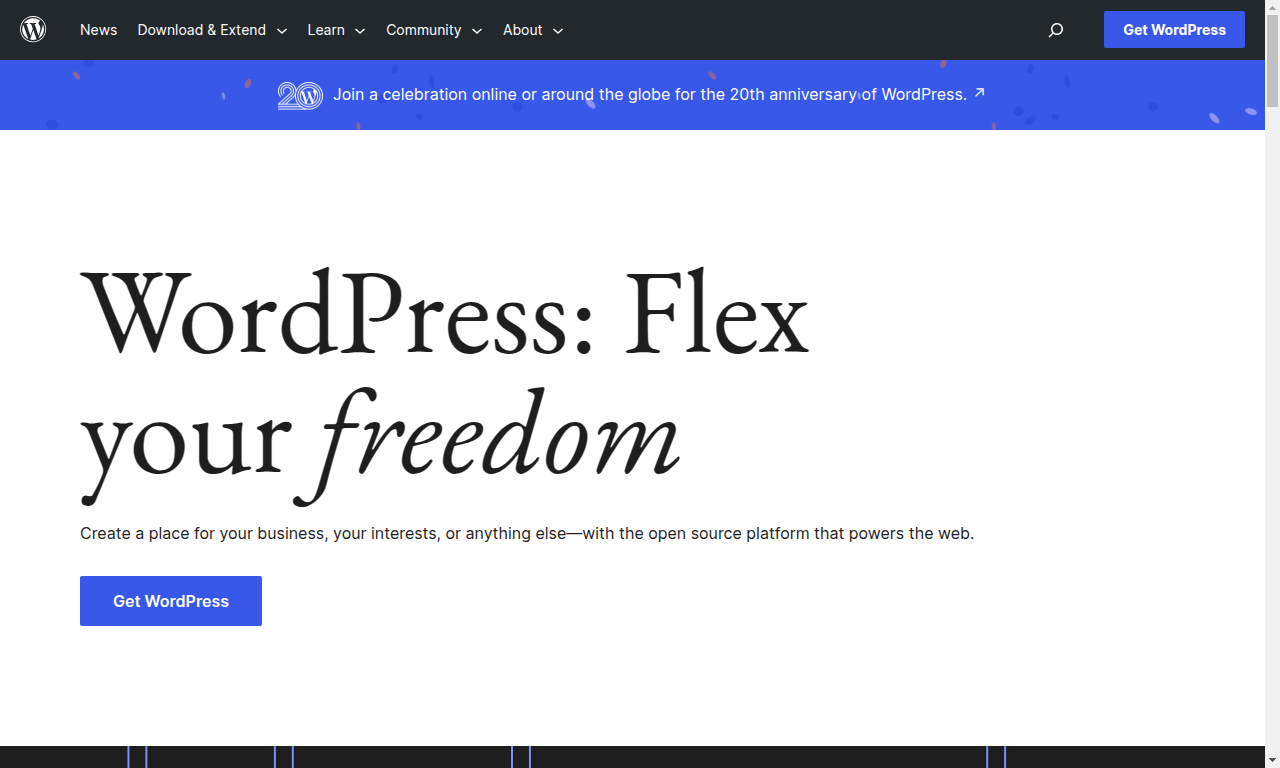 News Download & Extend Learn Community About Get WordPress
20 Join a celebration online or around the globe for the 20th anniversary of WordPress. ↗
WordPress: Flex
your freedom
Create a place for your business, your interests, or anything else—with the open source platform that powers the web.
Get WordPress